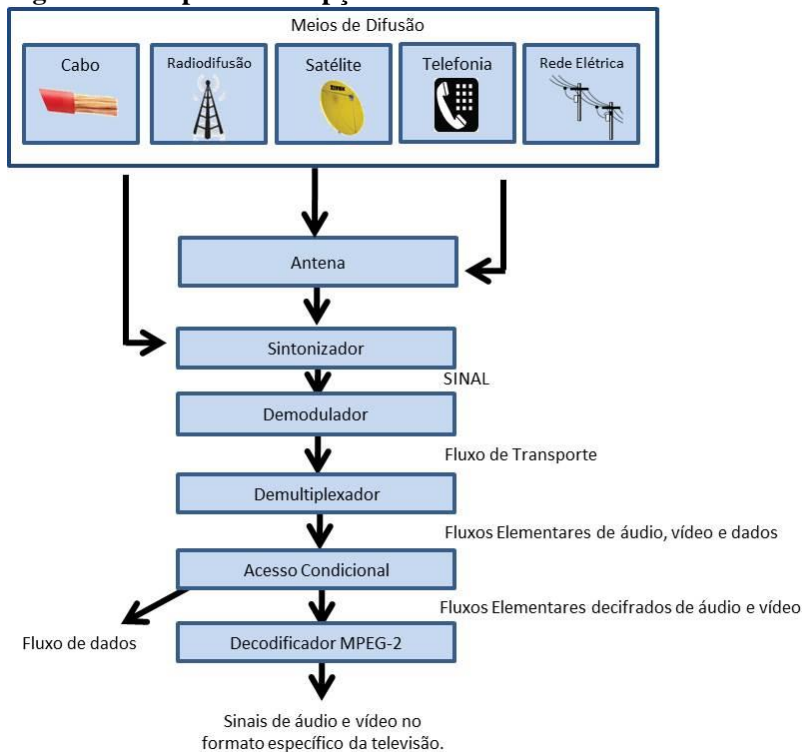 Meios de Difusão
Cabo
Radiodifusão
Satélite
Telefonia
Rede Elétrica
Antena
Sintonizador
SINAL
Demodulador
Fluxo de Transporte
Demultiplexador
Fluxos Elementares de áudio, vídeo e dados
Acesso Condicional
Fluxos Elementares decifrados de áudio e vídeo
Fluxo de dados
Decodificador MPEG-2
Sinais de áudio e vídeo no
formato específico da televisão.